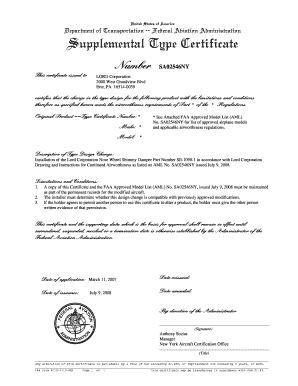 United States of America
Department of Transportation -- Federal Aviation Administration
Supplemental Type Certificate
Number SA02546NY
This certificate issued to LORD Corporation
2000 West Grandview Blvd
Erie, PA 16514-0039
certifies that the change in the type design for the following product with the limitations and conditions
therefor as specified hereon meets the airworthiness requirements of Part * of the * Regulations.
Original Product -- Type Certificate Number: * * See Attached FAA Approved Model List (AML)
No. SA02546NY for list of approved airplane models
Make: * and applicable airworthiness regulations.
Model: *
Description of Type Design Change:
Installation of the Lord Corporation Nose Wheel Shimmy Damper Part Number SE-1051-1 in accordance with Lord Corporation
Drawing and Instructions for Continued Airworthiness as listed on AML No. SA02546NY issued July 9, 2008.
Limitations and Conditions:
1. A copy of this Certificate and the FAA Approved Model List (AML) No. SA02546NY, issued July 9, 2008 must be maintained
as part of the permanent records for the modified aircraft.
2. The installer must determine whether this design change is compatible with previously approved modifications.
3. If the holder agrees to permit another person to use this certificate to alter a product, the holder must give the other person
written evidence of that permission.
This certificate and the supporting data which is the basis for approval shall remain in effect until
surrendered, suspended, revoked or a termination date is otherwise established by the Administrator of the
Federal Aviation Administration.
Date of application: March 21, 2007 Date reissued:
Date of issuance: July 9, 2008 Date amended:
By direction of the Administrator
(Signature)
Anthony Socias
Manager
New York Aircraft Certification Office
(Title)